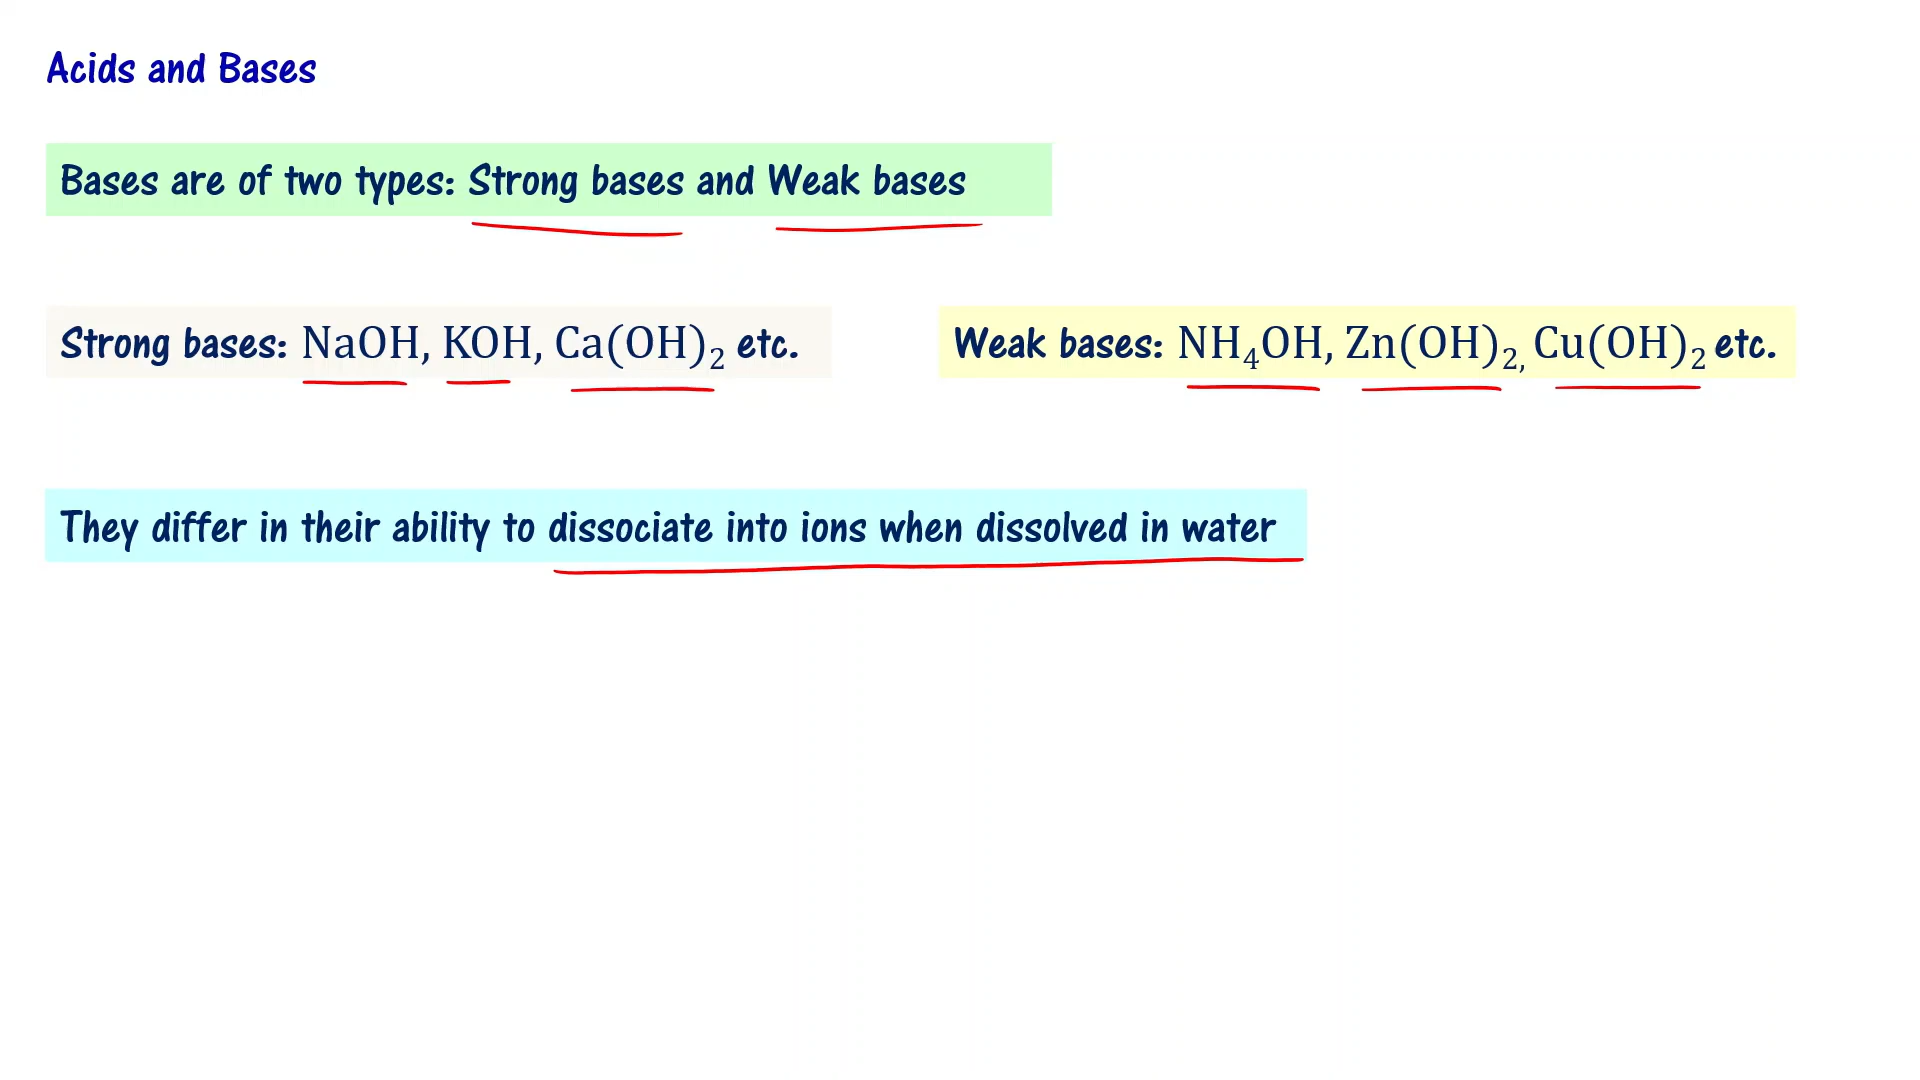 Acids and Bases
Bases are of two types: Strong bases and Weak bases
Strong bases: NaOH, KOH, Ca(OH)₂ etc.
Weak bases: NH₄OH, Zn(OH)₂, Cu(OH)₂ etc.
They differ in their ability to dissociate into ions when dissolved in water